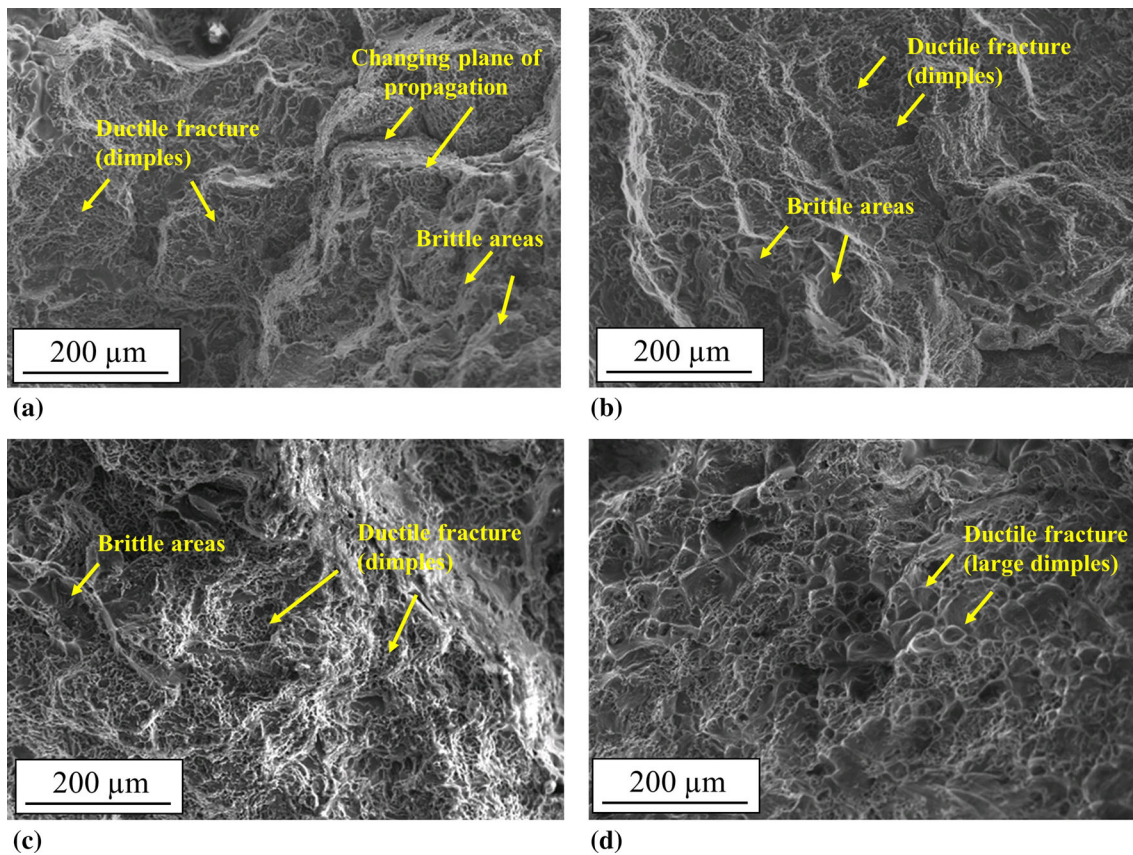 Changing plane of
propagation
Ductile fracture
(dimples)
Brittle areas
200 µm
(a)
Ductile fracture
(dimples)
Brittle areas
200 µm
(b)
Brittle areas
Ductile fracture
(dimples)
200 µm
(c)
Ductile fracture
(large dimples)
200 µm
(d)